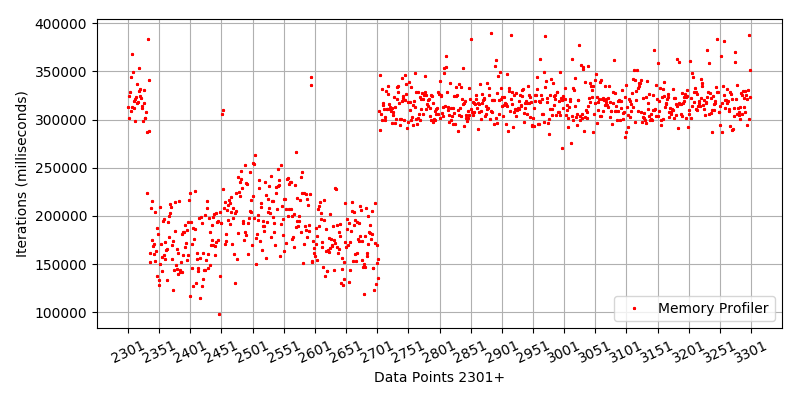 400000
350000
300000
250000
200000
150000
100000
Iterations (milliseconds)
Memory Profiler
2301 2351 2401 2451 2501 2551 2601 2651 2701 2751 2801 2851 2901 2951 3001 3051 3101 3151 3201 3251 3301
Data Points 2301+